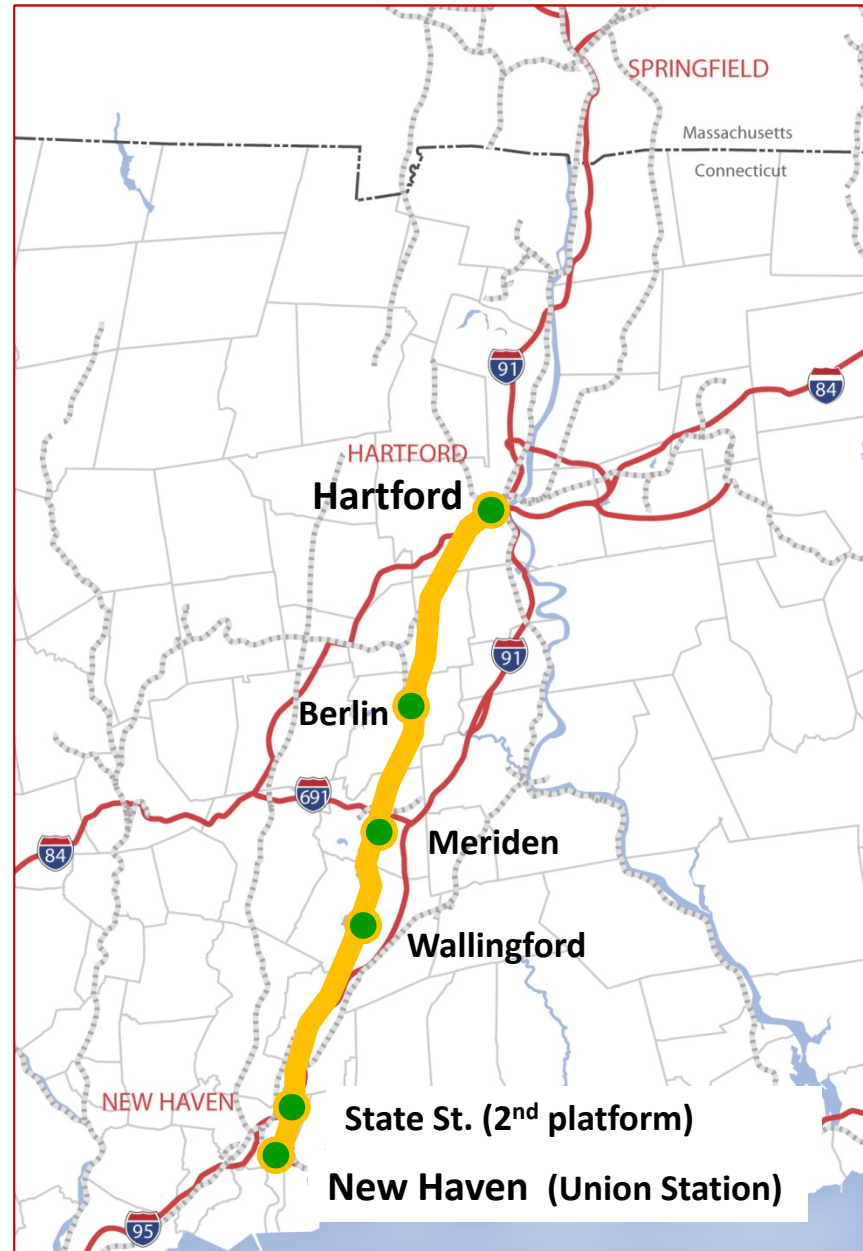 SPRINGFIELD
Massachusetts
Connecticut
91
84
HARTFORD
Hartford
91
Berlin
691
84
Meriden
Wallingford
NEW HAVEN
State St. (2nd platform)
New Haven (Union Station)
95